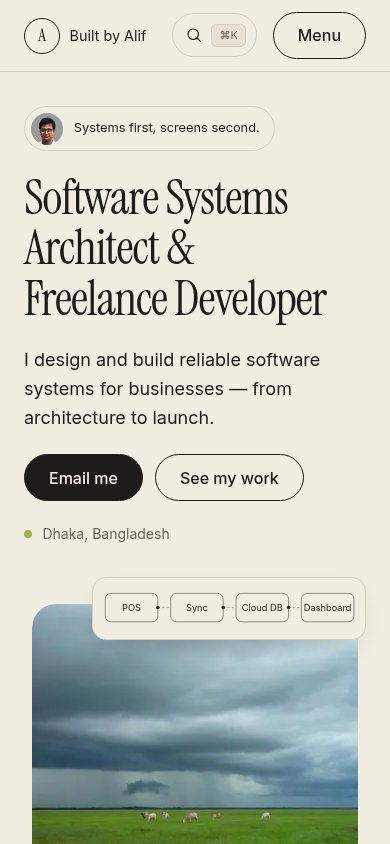 A
Built by Alif
⌘K
Menu
Systems first, screens second.
Software Systems
Architect &
Freelance Developer
I design and build reliable software
systems for businesses — from
architecture to launch.
Email me
See my work
Dhaka, Bangladesh
POS
Sync
Cloud DB
Dashboard